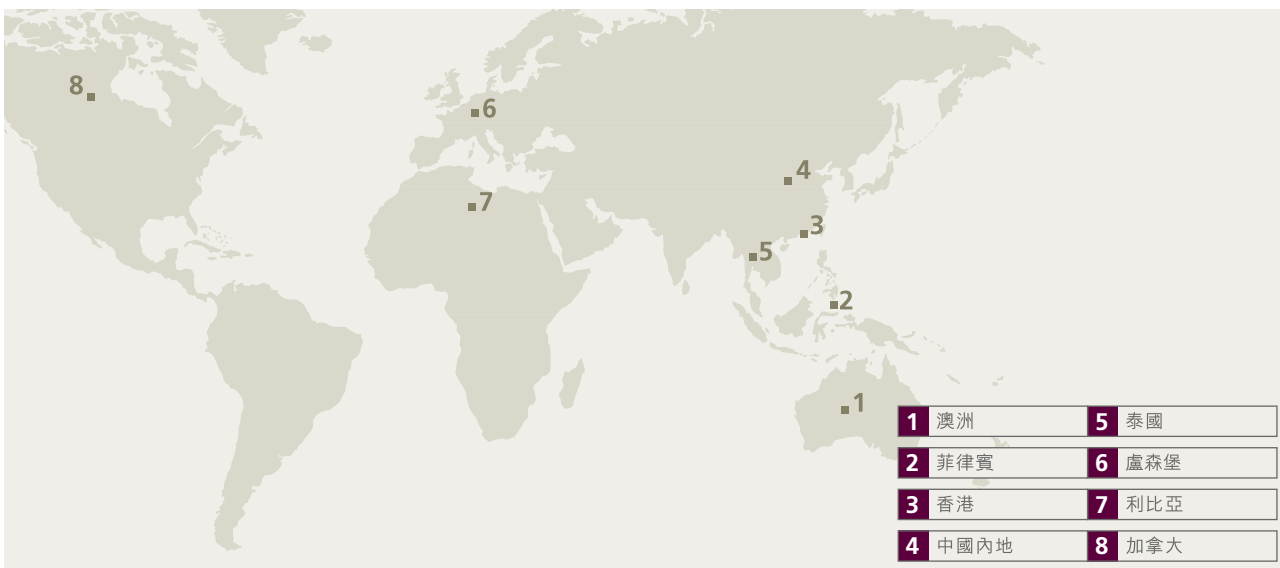 8
6
4
7
3
5
2
1
1 澳洲
2 菲律賓
3 香港
4 中國內地
5 泰國
6 盧森堡
7 利比亞
8 加拿大